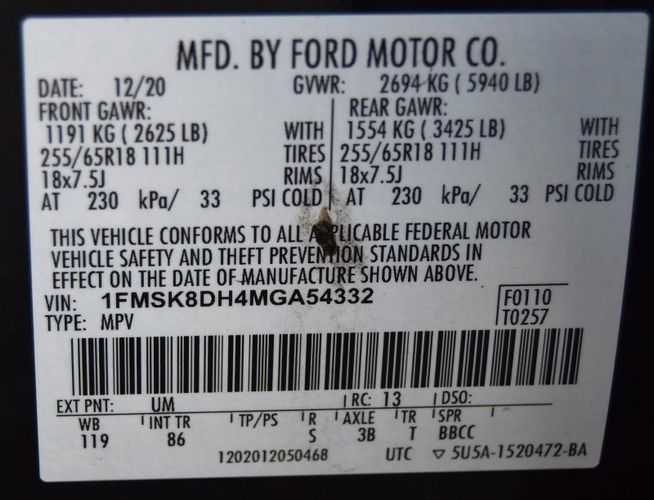 MFD. BY FORD MOTOR CO.
DATE: 12/20 GVWR: 2694 KG ( 5940 LB)
FRONT GAWR: REAR GAWR:
1191 KG ( 2625 LB) WITH 1554 KG ( 3425 LB) WITH
255/65R18 111H TIRES 255/65R18 111H TIRES
18x7.5J RIMS 18x7.5J RIMS
AT 230 kPa/ 33 PSI COLD AT 230 kPa/ 33 PSI COLD
THIS VEHICLE CONFORMS TO ALL APPLICABLE FEDERAL MOTOR
VEHICLE SAFETY AND THEFT PREVENTION STANDARDS IN
EFFECT ON THE DATE OF MANUFACTURE SHOWN ABOVE.
VIN: 1FMSK8DH4MGA54332 F0110
TYPE: MPV T0257
EXT PNT: UM RC: 13 DSO:
WB INT TR TP/PS R AXLE TR SPR
119 86 S 3B T BBCC
1202012050468 UTC ▽ 5U5A-1520472-BA